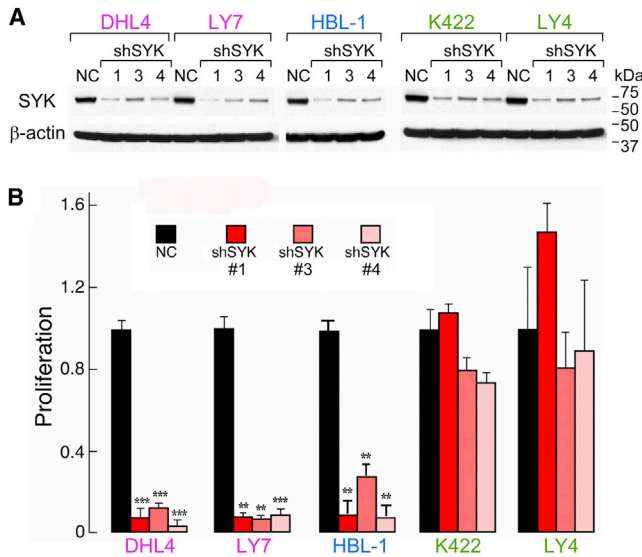 A
DHL4 LY7 HBL-1 K422 LY4
shSYK shSYK shSYK shSYK shSYK
NC 1 3 4 NC 1 3 4 NC 1 3 4 NC 1 3 4 NC 1 3 4 kDa
SYK
75
50
β-actin
50
37
B
Proliferation
1.6
1.2
0.8
0.4
0
NC shSYK #1 shSYK #3 shSYK #4
*** *** ***
** ** ***
** ** **
DHL4 LY7 HBL-1 K422 LY4